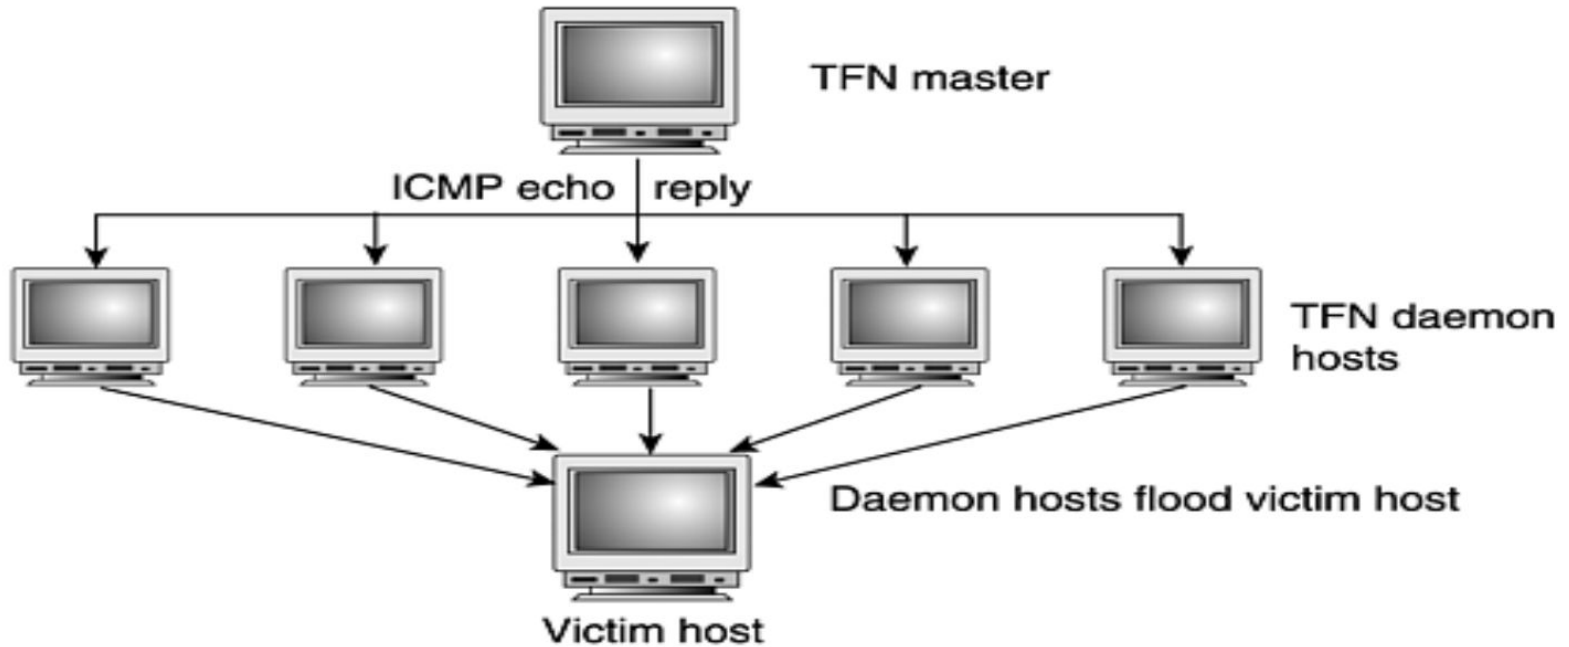 TFN master
ICMP echo reply
TFN daemon
hosts
Daemon hosts flood victim host
Victim host